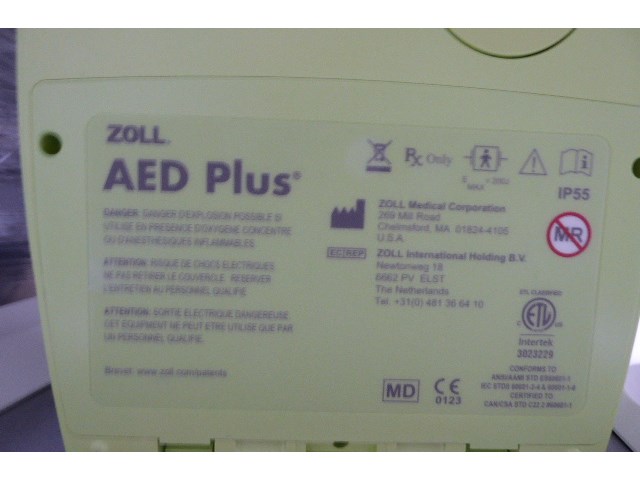 ZOLL®
AED Plus®
DANGER: DANGER D'EXPLOSION POSSIBLE SI
UTILISE EN PRESENCE D'OXYGENE CONCENTRE
OU D'ANESTHESIQUES INFLAMMABLES.
ATTENTION: RISQUE DE CHOCS ELECTRIQUES
NE PAS RETIRER LE COUVERCLE. RESERVER
L'ENTRETIEN AU PERSONNEL QUALIFIE.
ATTENTION: SORTIE ELECTRIQUE DANGEREUSE.
CET EQUIPEMENT NE PEUT ETRE UTILISE QUE PAR
UN PERSONNEL QUALIFIE.
Brevet: www.zoll.com/patents
Rx Only
MAX
IP55
ZOLL Medical Corporation
269 Mill Road
Chelmsford, MA 01824-4105
U.S.A.
MR
EC REP
ZOLL International Holding B.V.
Newtonweg 18
6662 PV ELST
The Netherlands
Tel +31(0) 481 36 64 10
ETL CLASSIFIED
ETL
Intertek
3023229
MD
CE
0123
CONFORMS TO
CERTIFIED TO